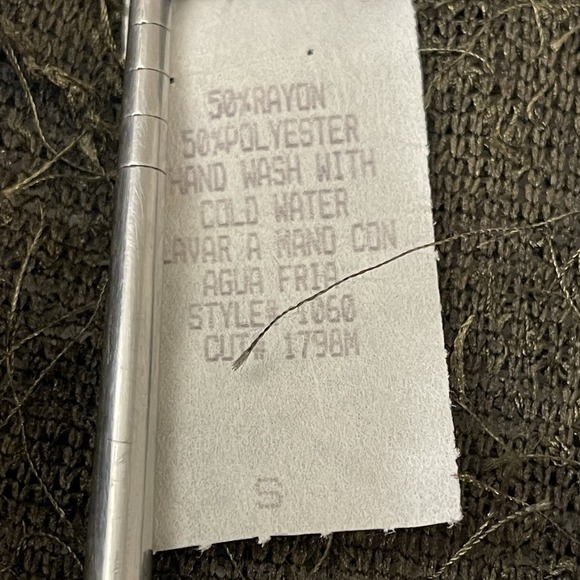 50%RAYON
50%POLYESTER
HAND WASH WITH
COLD WATER
LAVAR A MANO CON
AGUA FRIA
STYLE# 1060
CUT# 1798M
S